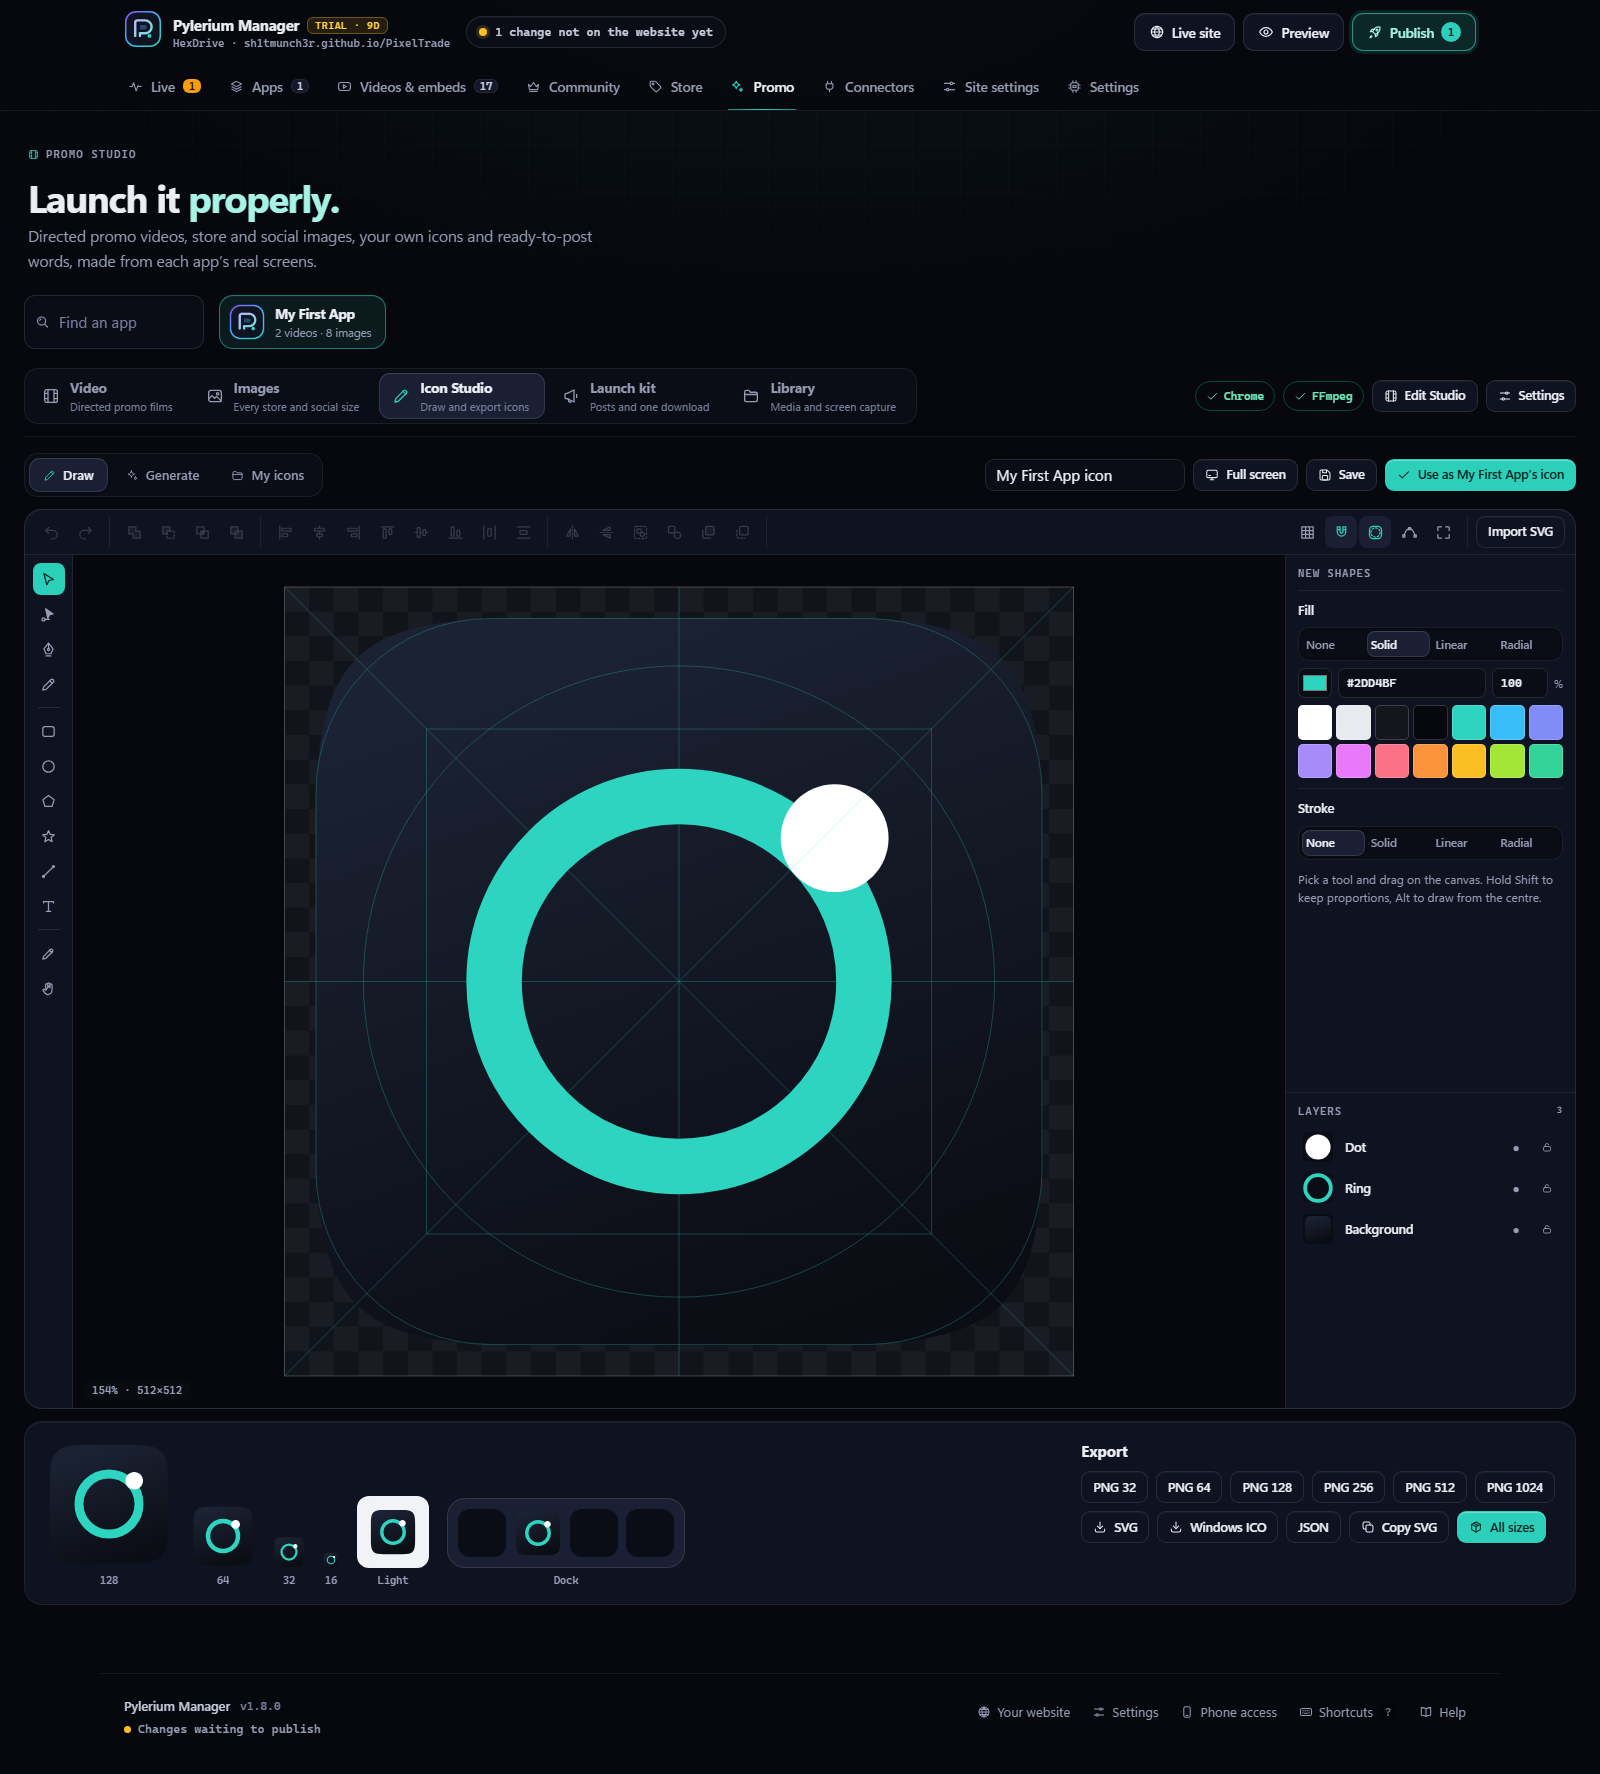 Pylerium Manager TRIAL · 9D
HexDrive · sh1tmunch3r.github.io/PixelTrade
1 change not on the website yet
Live site
Preview
Publish 1
Live 1
Apps 1
Videos & embeds 17
Community
Store
Promo
Connectors
Site settings
Settings
PROMO STUDIO
Launch it properly.
Directed promo videos, store and social images, your own icons and ready-to-post
words, made from each app's real screens.
Find an app
My First App
2 videos · 8 images
Video
Directed promo films
Images
Every store and social size
Icon Studio
Draw and export icons
Launch kit
Posts and one download
Library
Media and screen capture
Chrome
FFmpeg
Edit Studio
Settings
Draw
Generate
My icons
My First App icon
Full screen
Save
Use as My First App's icon
Import SVG
NEW SHAPES
Fill
None
Solid
Linear
Radial
#2DD4BF
100
%
Stroke
None
Solid
Linear
Radial
Pick a tool and drag on the canvas. Hold Shift to
keep proportions, Alt to draw from the centre.
LAYERS 3
Dot
Ring
Background
154% · 512×512
128
64
32
16
Light
Dock
Export
PNG 32
PNG 64
PNG 128
PNG 256
PNG 512
PNG 1024
SVG
Windows ICO
JSON
Copy SVG
All sizes
Pylerium Manager v1.8.0
Changes waiting to publish
Your website
Settings
Phone access
Shortcuts ?
Help